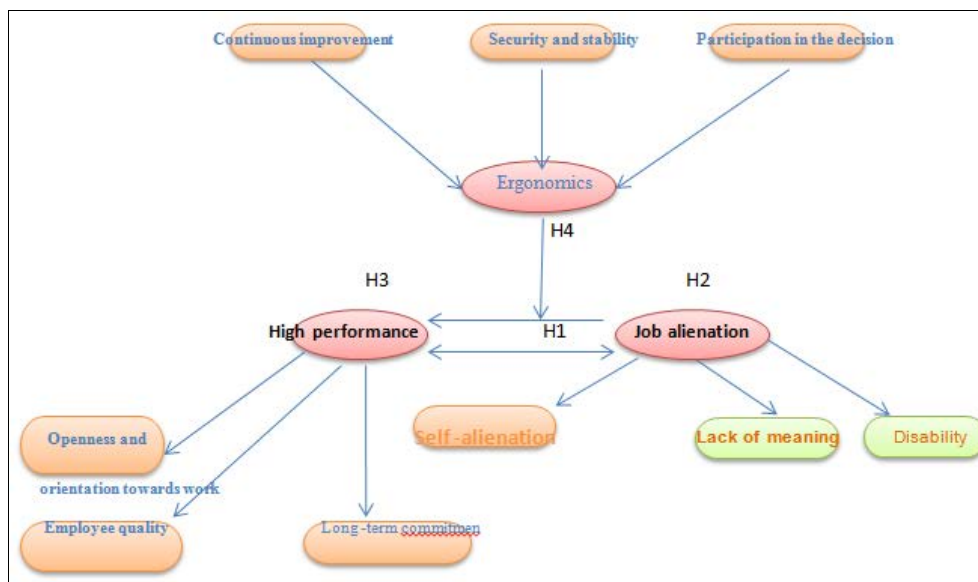 Continuous improvement
Security and stability
Participation in the decision
Ergonomics
H4
H3
H2
High performance
H1
Job alienation
Self-alienation
Lack of meaning
Disability
Openness and
orientation towards work
Employee quality
Long-term commitmen